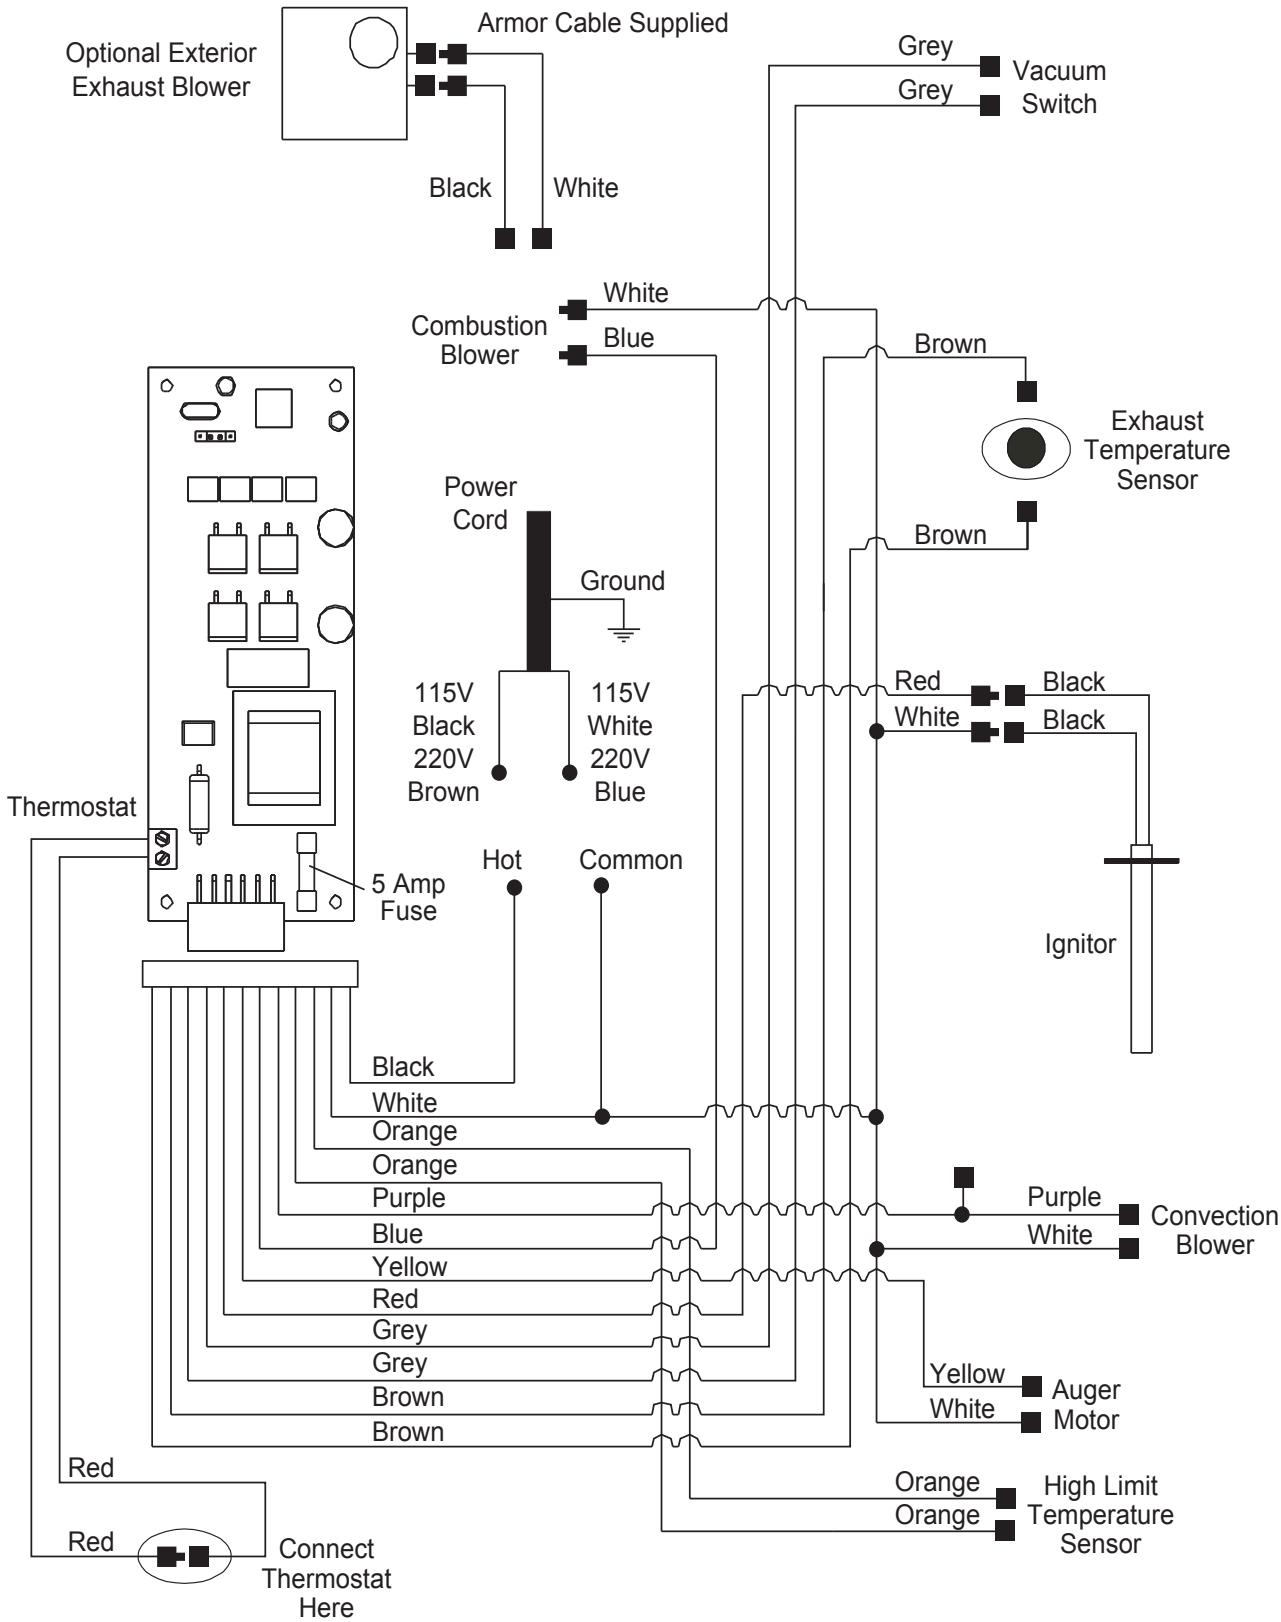 Armor Cable Supplied
Optional Exterior
Exhaust Blower
Grey
Vacuum
Grey
Switch
Black
White
White
Combustion
Blower
Blue
Brown
Exhaust
Temperature
Sensor
Power
Cord
Brown
Ground
115V
Black
220V
Brown
115V
White
220V
Blue
Red
Black
White
Black
Thermostat
Hot
Common
5 Amp
Fuse
Ignitor
Black
White
Orange
Orange
Purple
Blue
Yellow
Red
Grey
Grey
Brown
Brown
Purple
Convection
White
Blower
Yellow
Auger
White
Motor
Red
Orange
High Limit
Orange
Temperature
Sensor
Red
Connect
Thermostat
Here